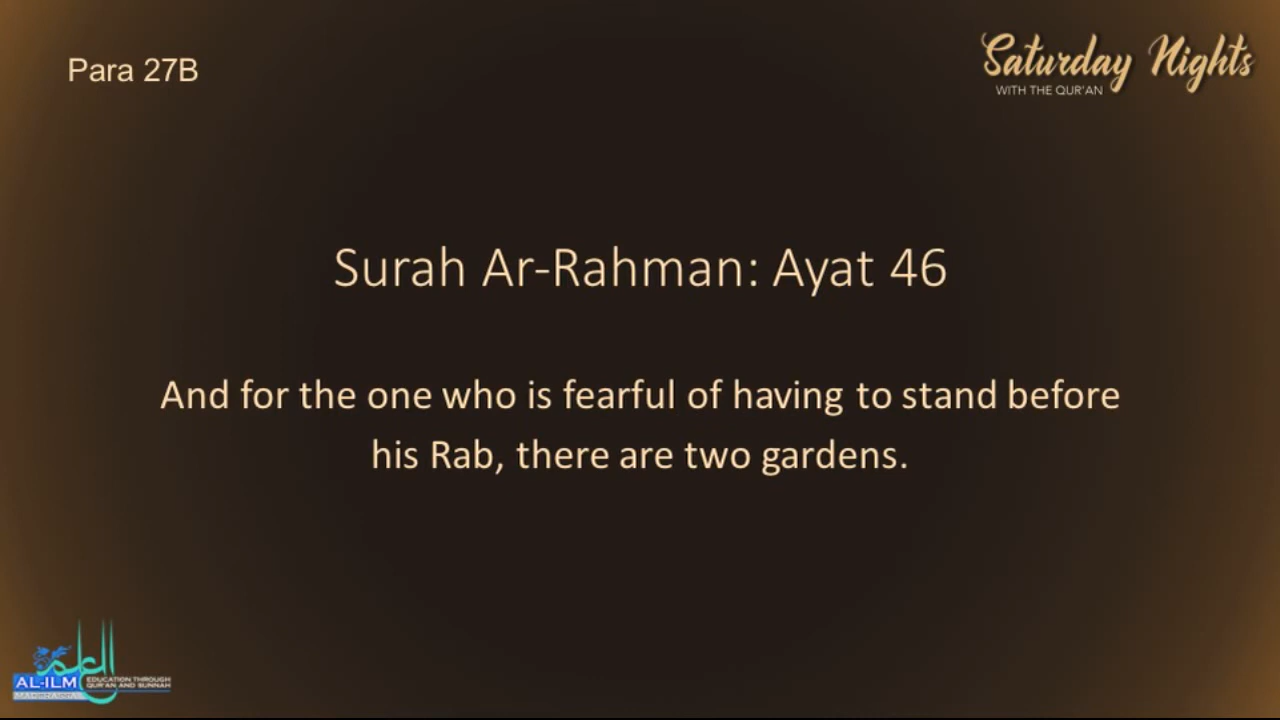 Para 27B
Saturday Nights
WITH THE QUR'AN
Surah Ar-Rahman: Ayat 46
And for the one who is fearful of having to stand before
his Rab, there are two gardens.
العلم
AL-ILM
EDUCATION THROUGH
QUR'AN AND SUNNAH